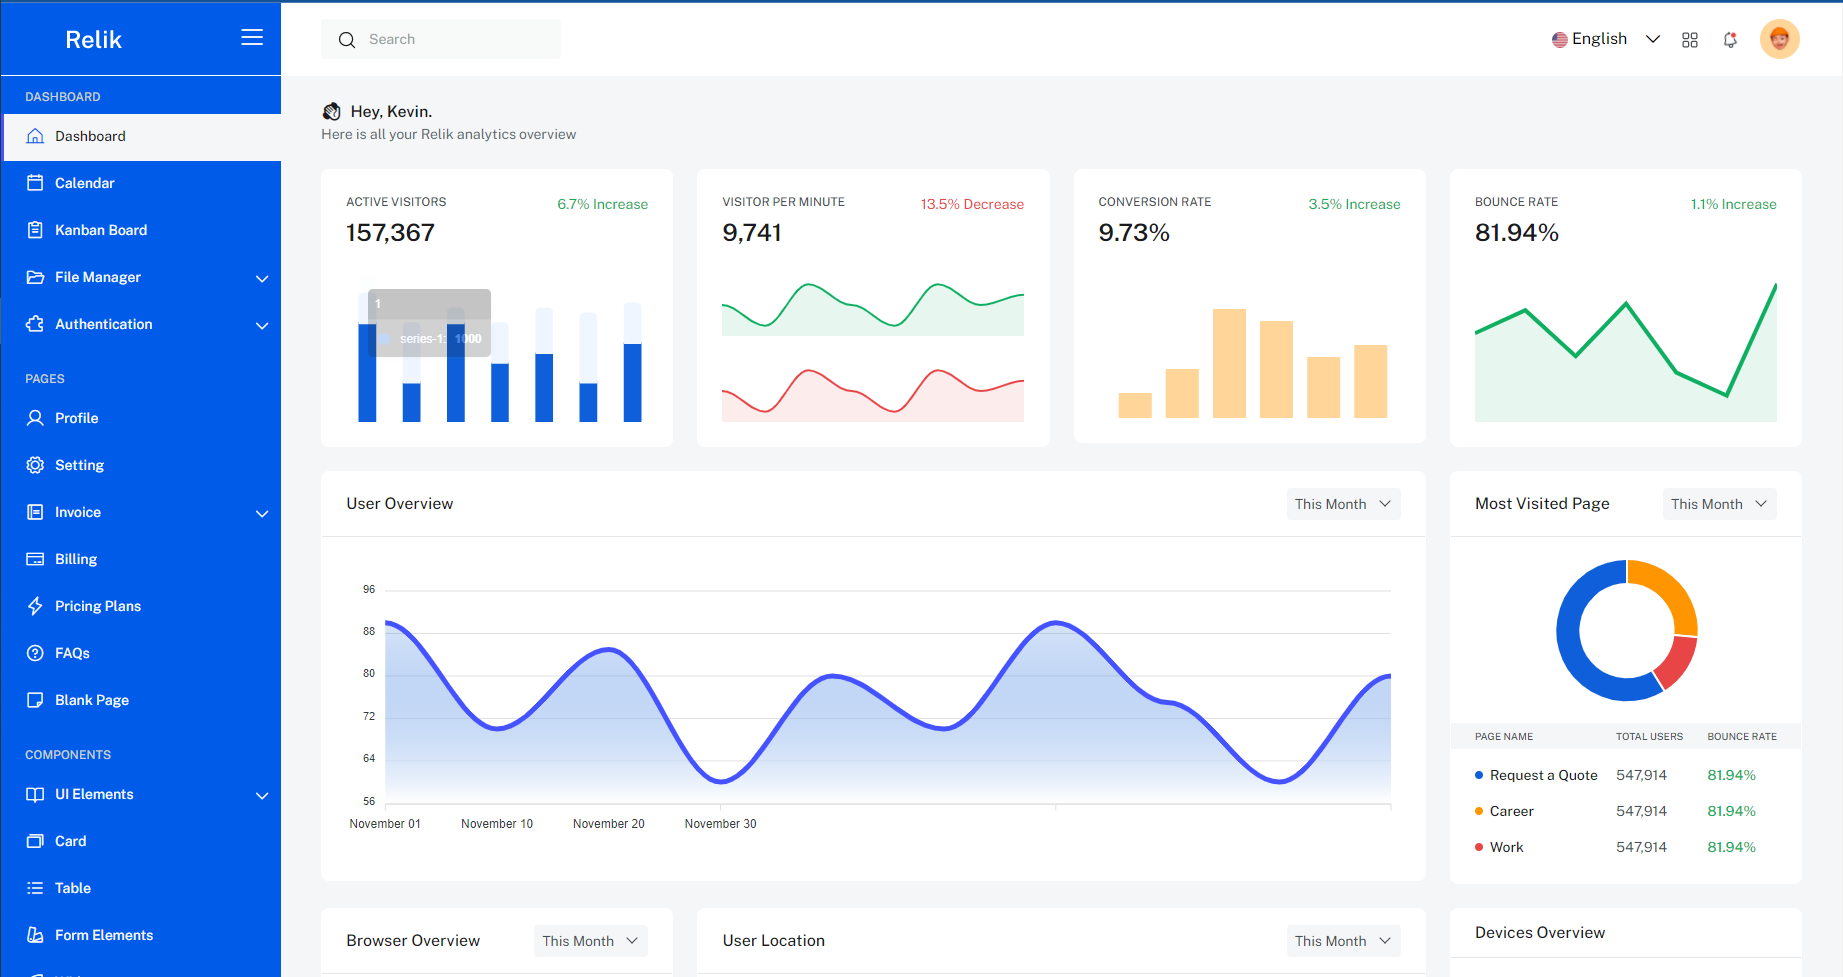 Relik
Search
English
DASHBOARD
Dashboard
Calendar
Kanban Board
File Manager
Authentication
PAGES
Profile
Setting
Invoice
Billing
Pricing Plans
FAQs
Blank Page
COMPONENTS
UI Elements
Card
Table
Form Elements
Hey, Kevin.
Here is all your Relik analytics overview
ACTIVE VISITORS
6.7% Increase
157,367
1
series-1: 1000
VISITOR PER MINUTE
13.5% Decrease
9,741
CONVERSION RATE
3.5% Increase
9.73%
BOUNCE RATE
1.1% Increase
81.94%
User Overview
This Month
96
88
80
72
64
56
November 01
November 10
November 20
November 30
Most Visited Page
This Month
PAGE NAME TOTAL USERS BOUNCE RATE
Request a Quote 547,914 81.94%
Career 547,914 81.94%
Work 547,914 81.94%
Browser Overview
This Month
User Location
This Month
Devices Overview